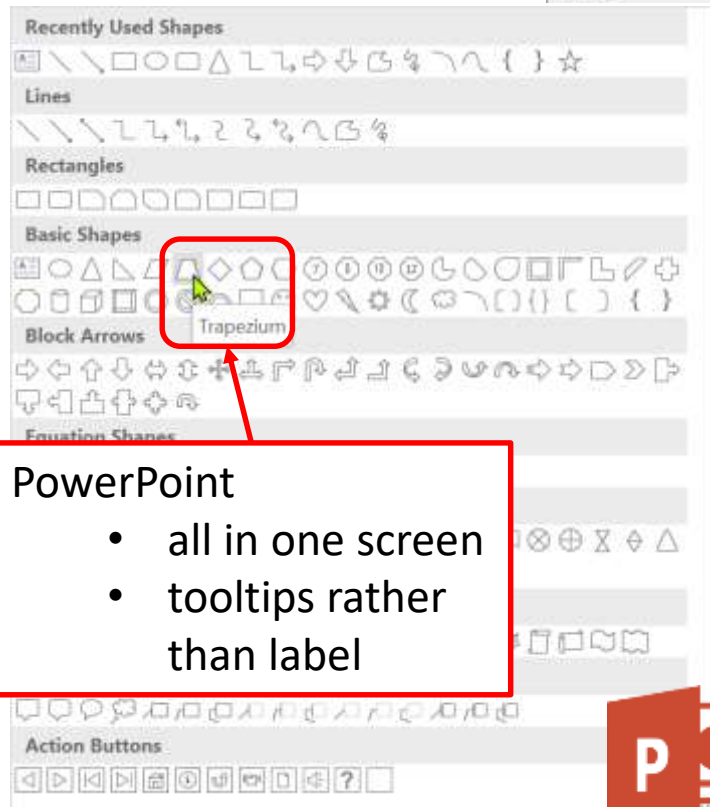 Recently Used Shapes
Lines
Rectangles
Basic Shapes
Trapezium
Block Arrows
Equation Shapes
PowerPoint
• all in one screen
• tooltips rather
than label
Action Buttons
?
P